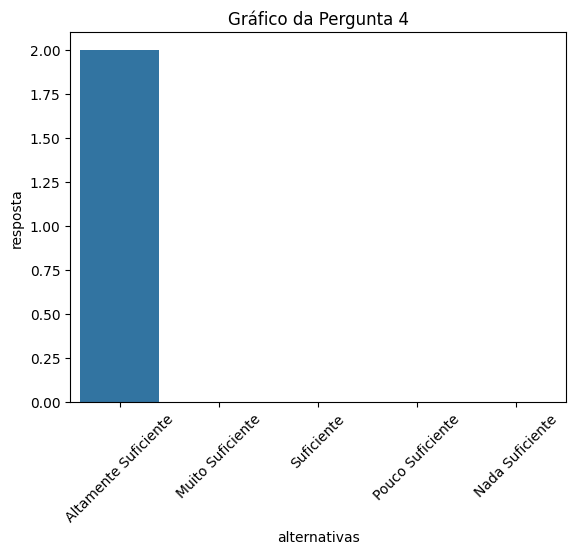 Gráfico da Pergunta 4
resposta
2.00
1.75
1.50
1.25
1.00
0.75
0.50
0.25
0.00
Altamente Suficiente
Muito Suficiente
Suficiente
Pouco Suficiente
Nada Suficiente
alternativas